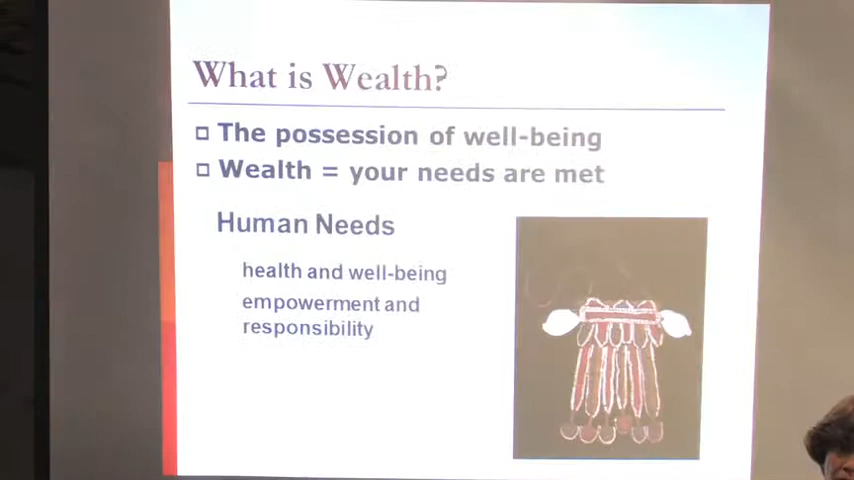 What is Wealth?
The possession of well-being
Wealth = your needs are met
Human Needs
health and well-being
empowerment and
responsibility